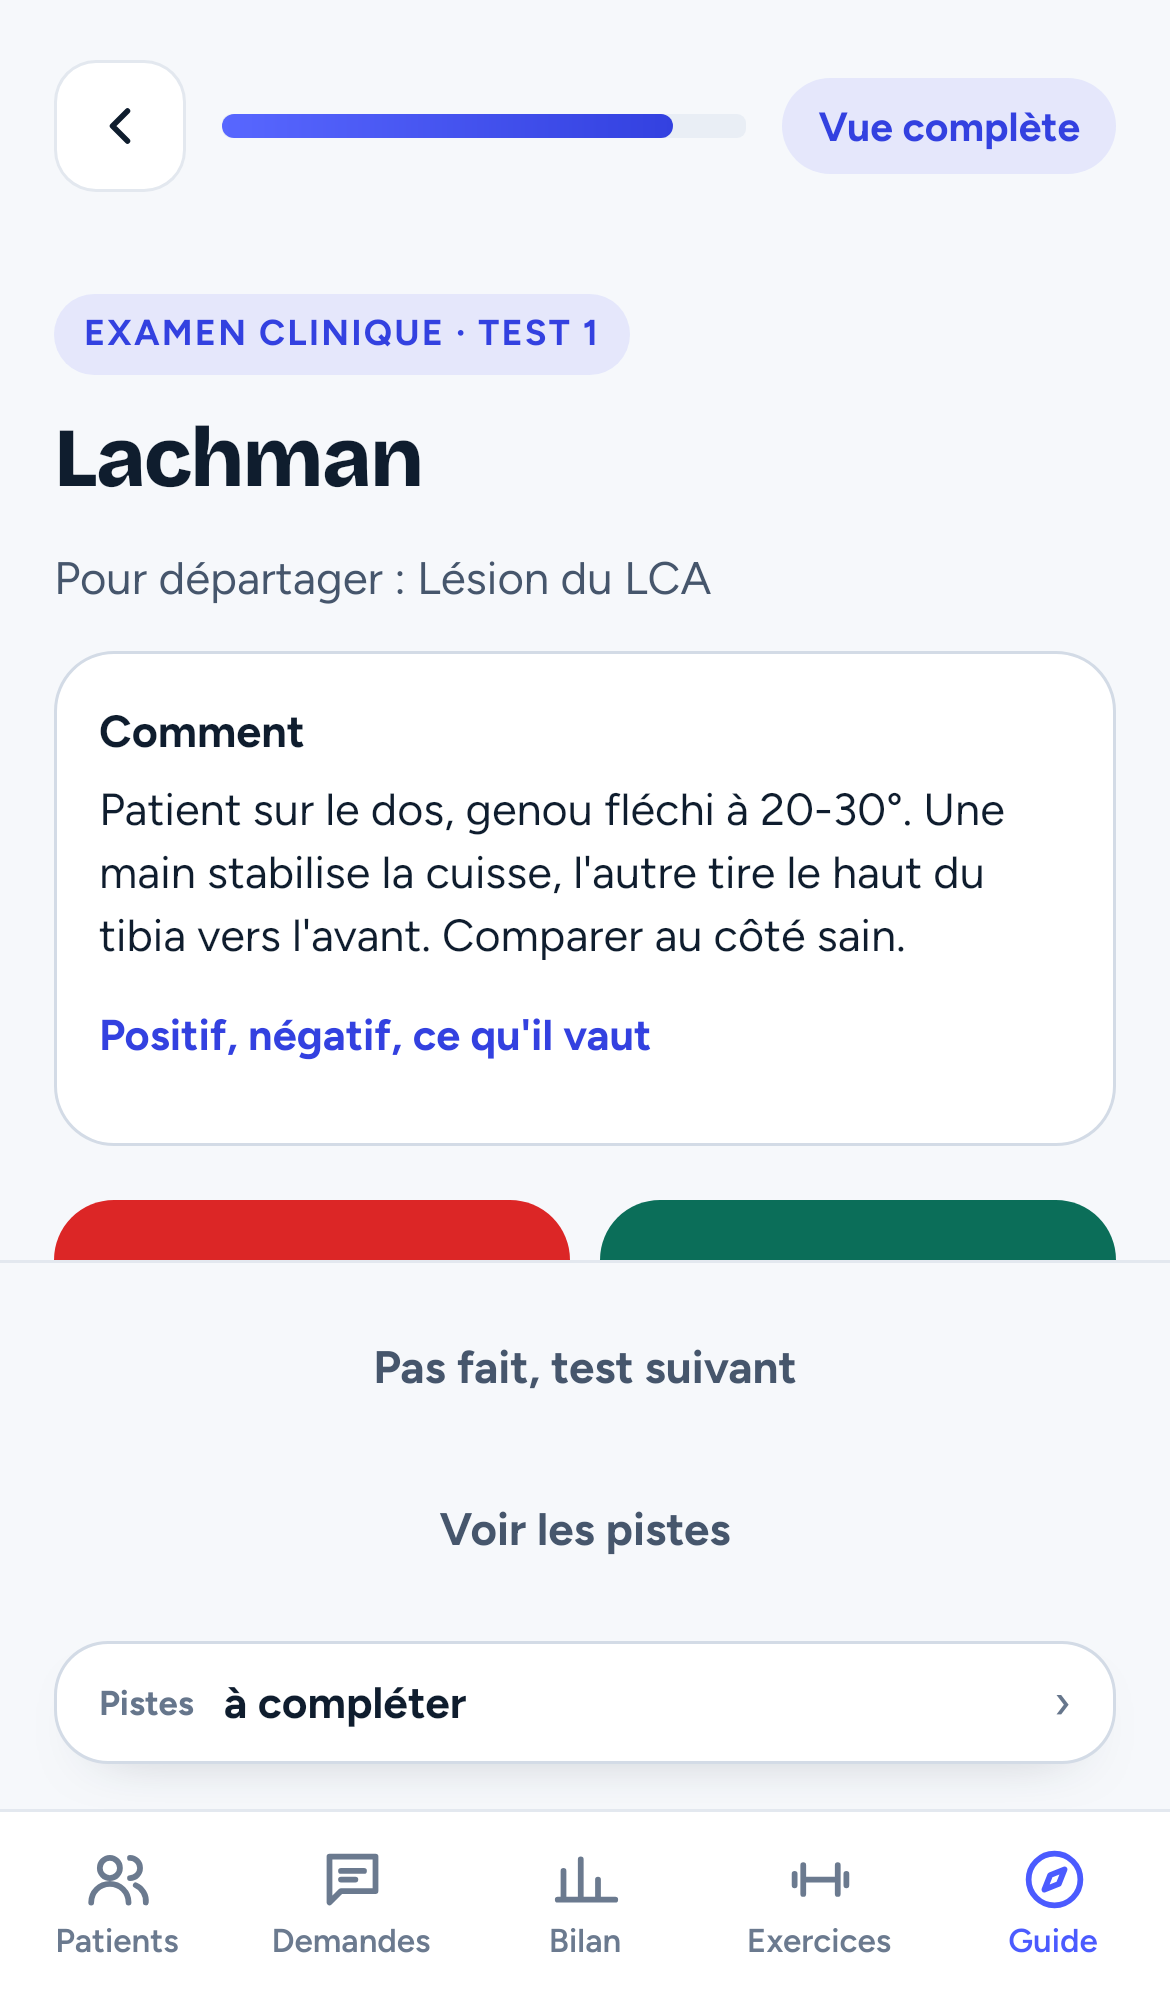 Vue complète
EXAMEN CLINIQUE · TEST 1
Lachman
Pour départager : Lésion du LCA
Comment
Patient sur le dos, genou fléchi à 20-30°. Une
main stabilise la cuisse, l'autre tire le haut du
tibia vers l'avant. Comparer au côté sain.
Positif, négatif, ce qu'il vaut
Pas fait, test suivant
Voir les pistes
Pistes à compléter ›
Patients Demandes Bilan Exercices Guide